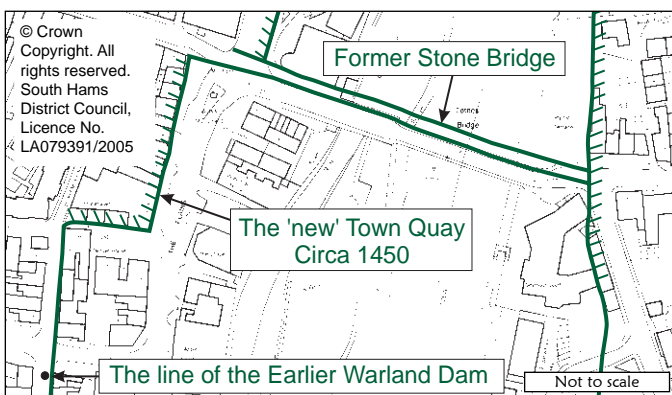 © Crown
Copyright. All
rights reserved.
South Hams
District Council,
Licence No.
LA079391/2005
Former Stone Bridge
Bridge
The 'new' Town Quay
Circa 1450
The line of the Earlier Warland Dam
Not to scale